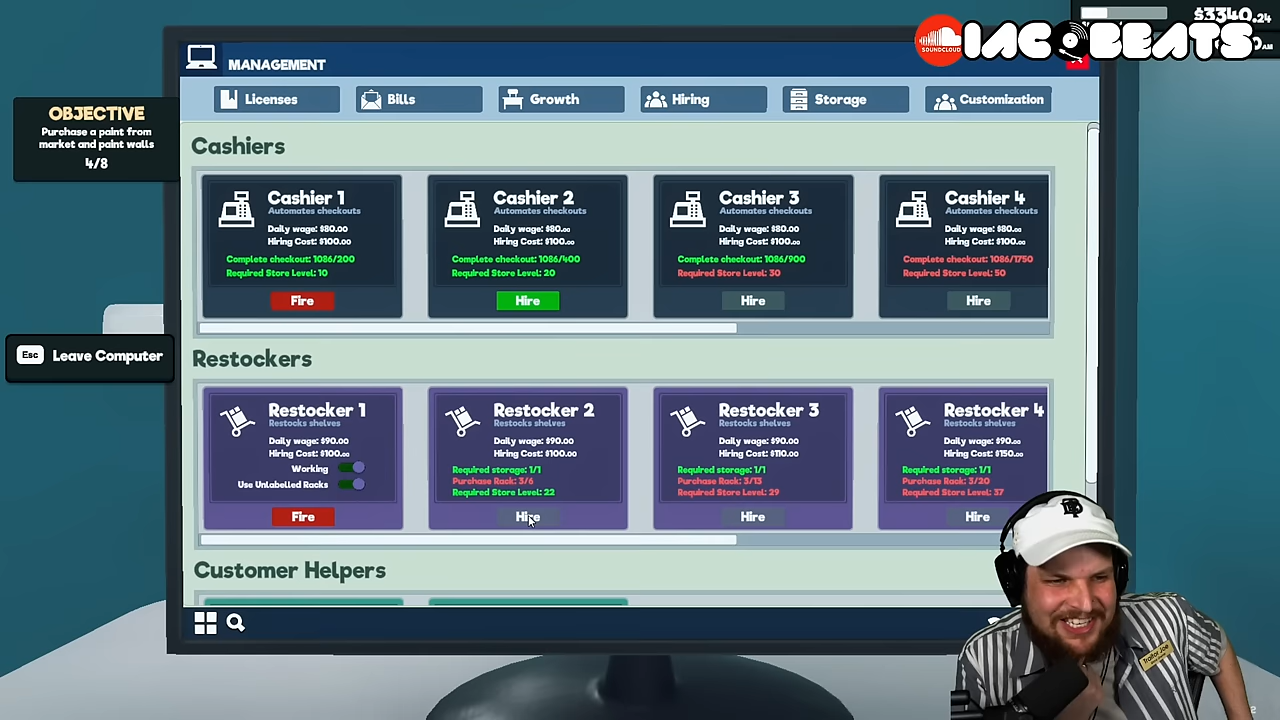 $3340.24
SOUNDCLOUD
IACOBEATS
MANAGEMENT
Licenses
Bills
Growth
Hiring
Storage
Customization
OBJECTIVE
Purchase a paint from
market and paint walls
4/8
Cashiers
Cashier 1
Automates checkouts
Daily wage: $80.00
Hiring Cost: $100.00
Complete checkout: 1086/200
Required Store Level: 10
Fire
Cashier 2
Automates checkouts
Daily wage: $80.00
Hiring Cost: $100.00
Complete checkout: 1086/400
Required Store Level: 20
Hire
Cashier 3
Automates checkouts
Daily wage: $80.00
Hiring Cost: $100.00
Complete checkout: 1086/900
Required Store Level: 30
Hire
Cashier 4
Automates checkouts
Daily wage: $80.00
Hiring Cost: $100.00
Complete checkout: 1086/1750
Required Store Level: 50
Hire
Esc Leave Computer
Restockers
Restocker 1
Restocks shelves
Daily wage: $90.00
Hiring Cost: $100.00
Working
Use Unlabelled Racks
Fire
Restocker 2
Restocks shelves
Daily wage: $90.00
Hiring Cost: $100.00
Required storage: 1/1
Purchase Rack: 3/6
Required Store Level: 22
Hire
Restocker 3
Restocks shelves
Daily wage: $90.00
Hiring Cost: $110.00
Required storage: 1/1
Purchase Rack: 3/13
Required Store Level: 29
Hire
Restocker 4
Restocks shelves
Daily wage: $90.00
Hiring Cost: $150.00
Required storage: 1/1
Purchase Rack: 3/20
Required Store Level: 37
Hire
Customer Helpers